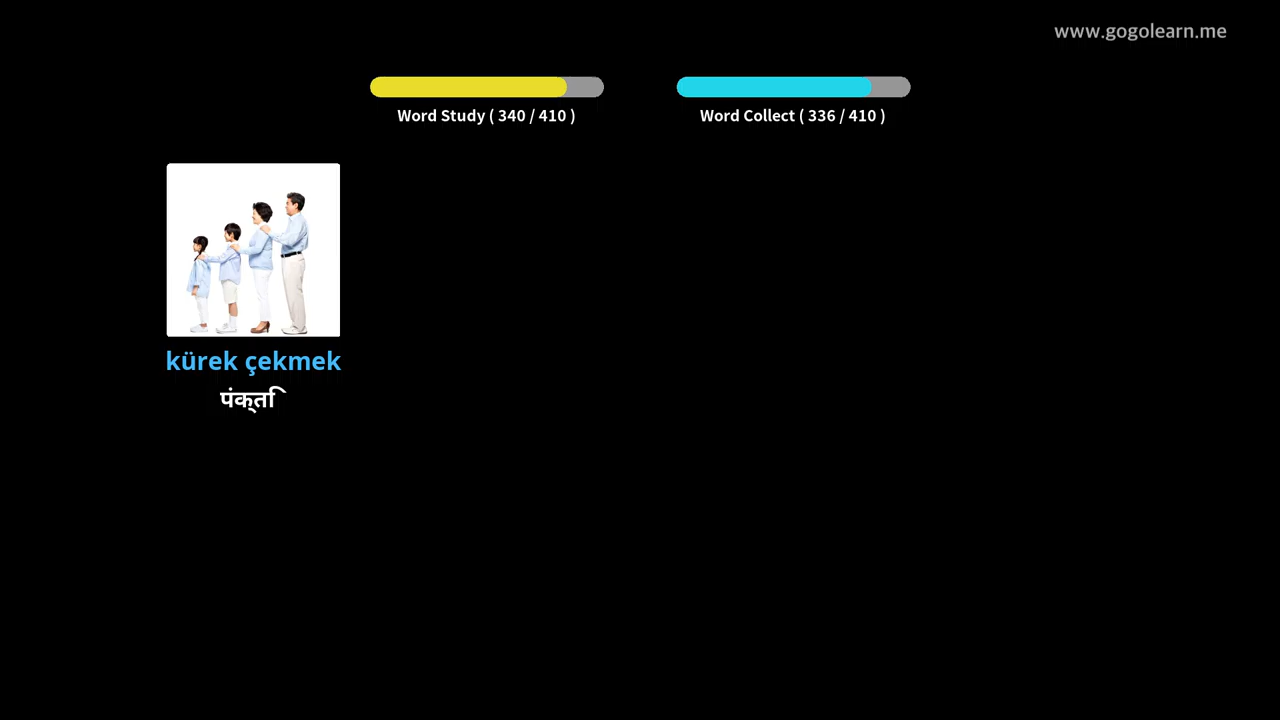 www.gogolearn.me
Word Study ( 340 / 410 )
Word Collect ( 336 / 410 )
kürek çekmek
पंक्ति